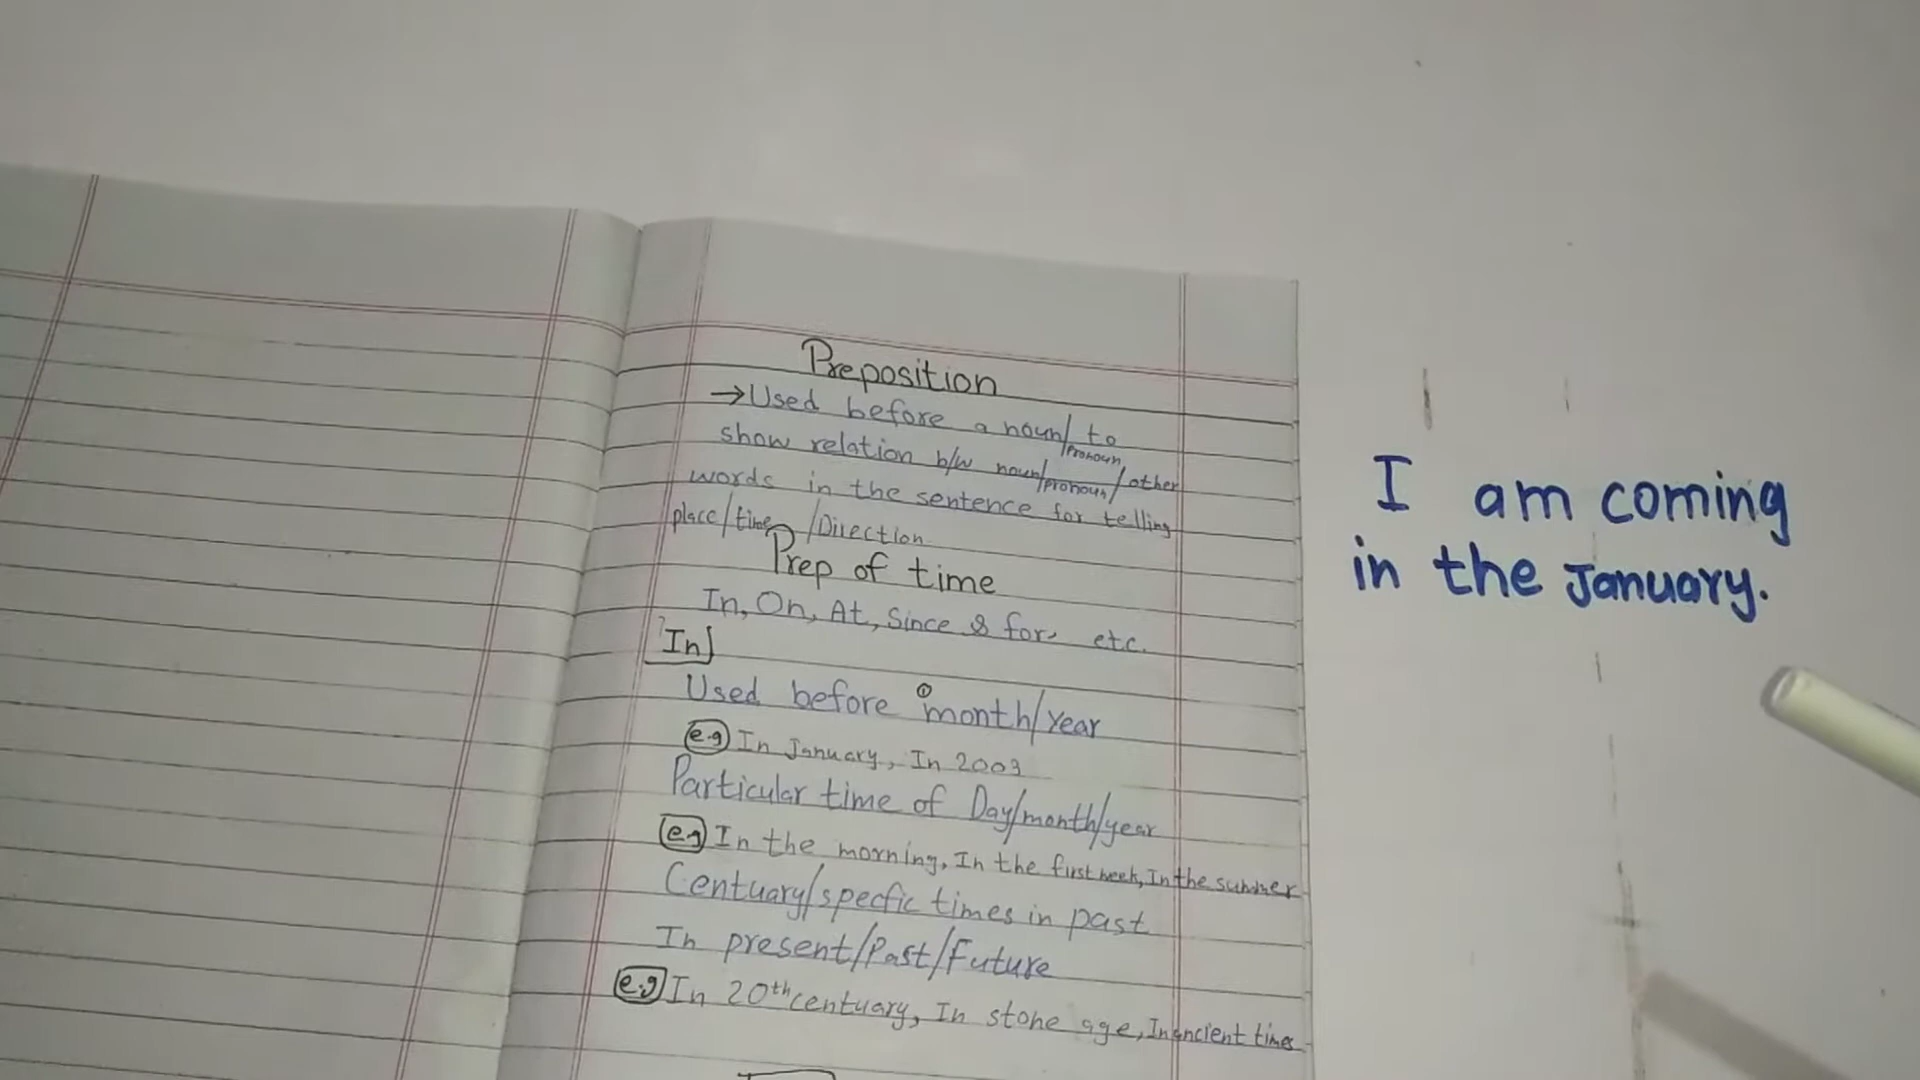 Preposition
→Used before a noun/pronoun to
show relation b/w noun/pronoun/other
words in the sentence for telling
place/time/Direction
Prep of time
In, On, At, Since & for, etc.
In
Used before ① month/year
e.g In January, In 2003
Particular time of Day/month/year
e.g In the morning, In the first week, In the summer
Centuary/specfic times in past
In present/Past/Future
e.g In 20th centuary, In stone age, In ancient times
I am coming
in the January.